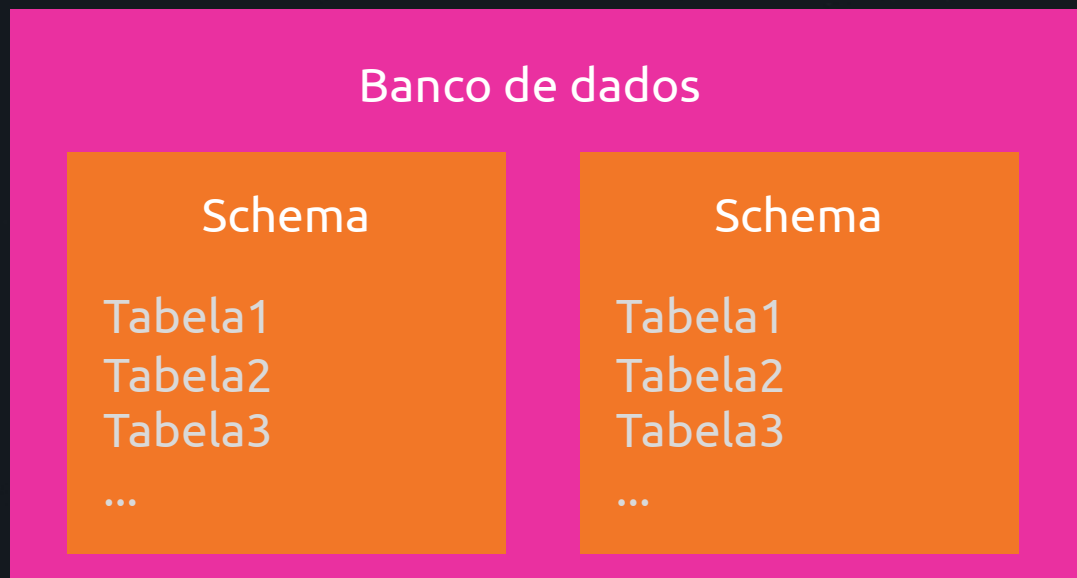 Banco de dados
Schema
Tabela1
Tabela2
Tabela3
...
Schema
Tabela1
Tabela2
Tabela3
...